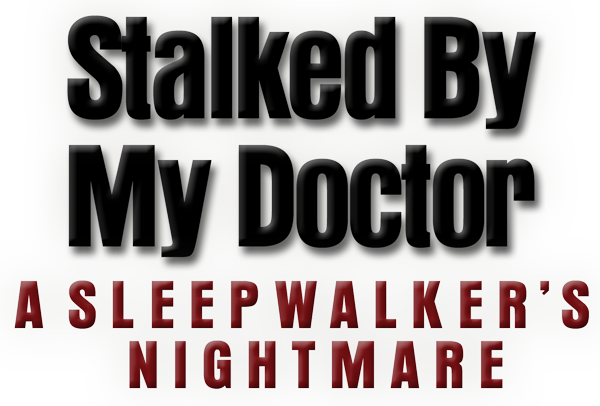 Stalked By
My Doctor
A SLEEPWALKER'S
NIGHTMARE